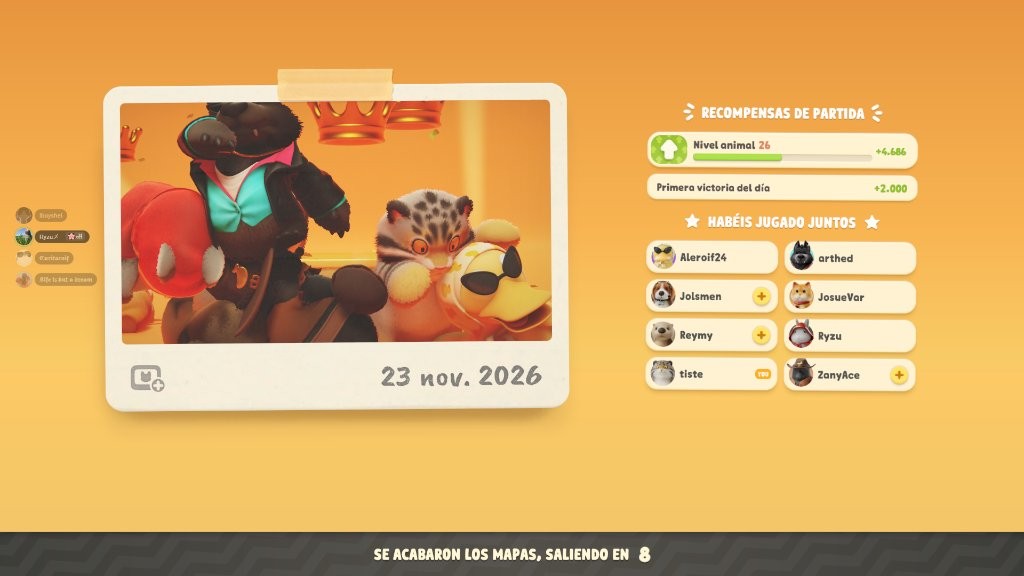 RECOMPENSAS DE PARTIDA
Nivel animal 26
+4.686
Primera victoria del día
+2.000
HABÉIS JUGADO JUNTOS
Aleroif24
arthed
Jolsmen
JosueVar
Reymy
Ryzu
tiste
ZanyAce
23 nov. 2026
SE ACABARON LOS MAPAS, SALIENDO EN 8